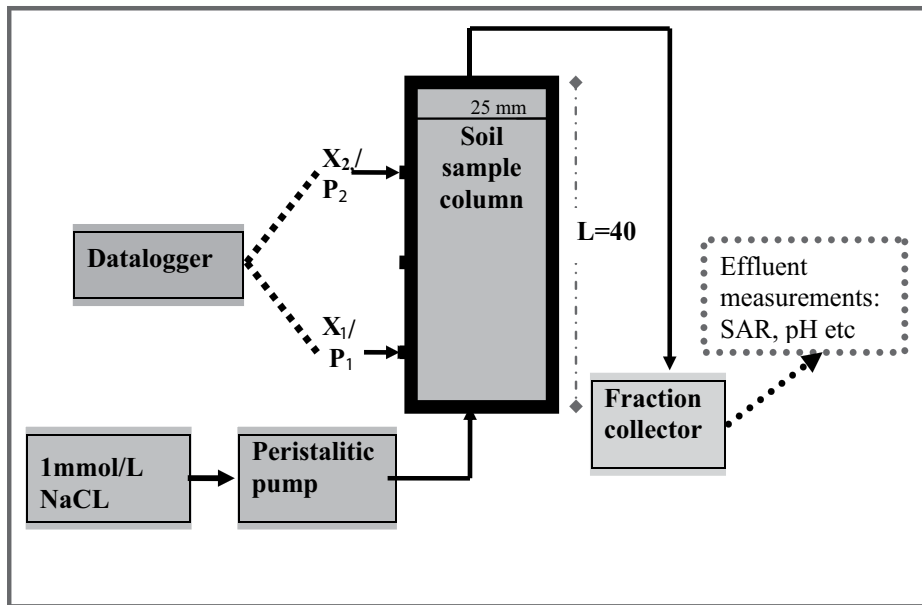 25 mm
Soil
sample
column
X2,/
P2
L=40
Datalogger
Effluent
measurements:
SAR, pH etc
X1/
P1
Fraction
collector
Peristalitic
pump
1mmol/L
NaCL